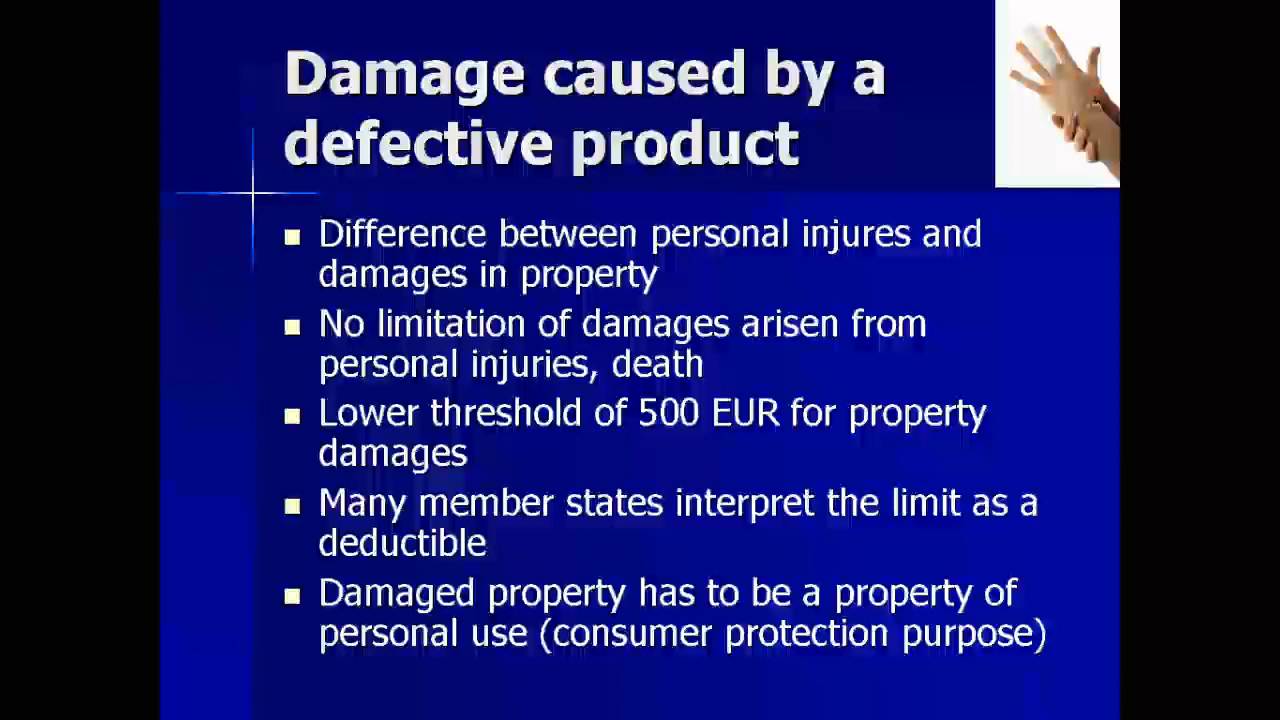 Damage caused by a
defective product
Difference between personal injures and
damages in property
No limitation of damages arisen from
personal injuries, death
Lower threshold of 500 EUR for property
damages
Many member states interpret the limit as a
deductible
Damaged property has to be a property of
personal use (consumer protection purpose)